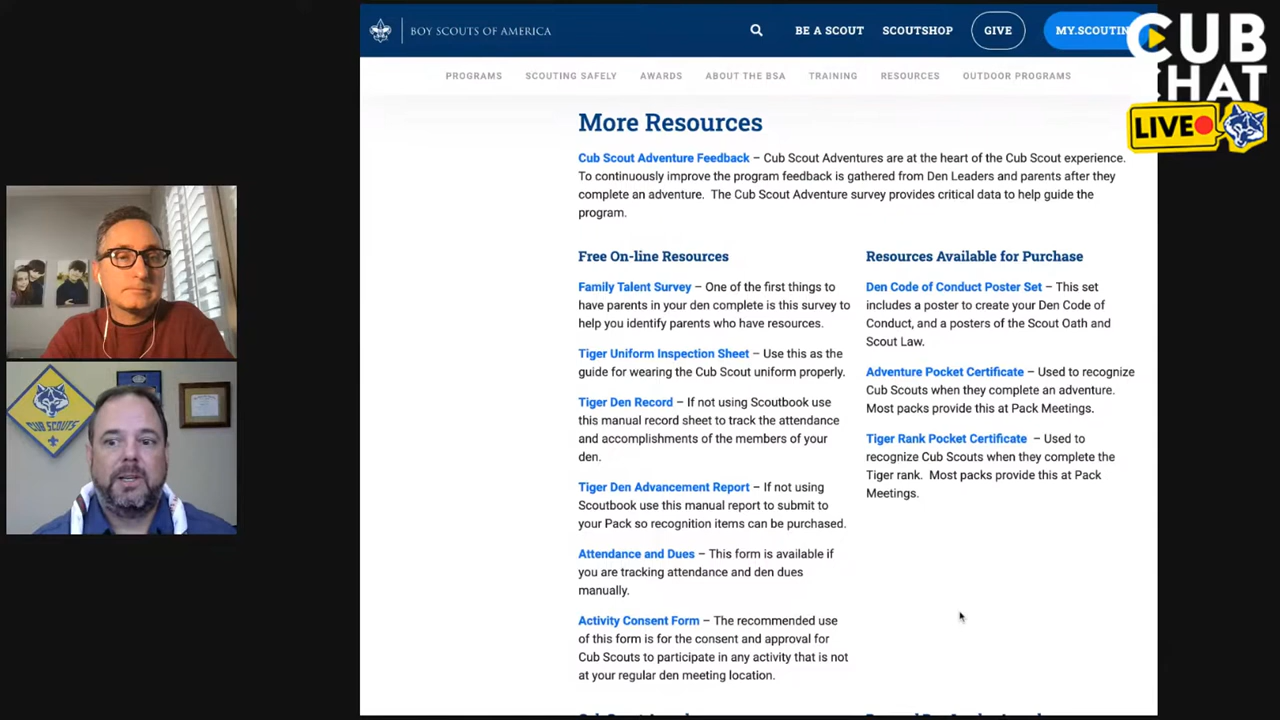 BOY SCOUTS OF AMERICA
BE A SCOUT
SCOUTSHOP
GIVE
MY.SCOUTIN
CUB
CHAT
LIVE
PROGRAMS
SCOUTING SAFELY
AWARDS
ABOUT THE BSA
TRAINING
RESOURCES
OUTDOOR PROGRAMS
More Resources
Cub Scout Adventure Feedback – Cub Scout Adventures are at the heart of the Cub Scout experience.
To continuously improve the program feedback is gathered from Den Leaders and parents after they
complete an adventure. The Cub Scout Adventure survey provides critical data to help guide the
program.
Free On-line Resources
Family Talent Survey – One of the first things to
have parents in your den complete is this survey to
help you identify parents who have resources.
Tiger Uniform Inspection Sheet – Use this as the
guide for wearing the Cub Scout uniform properly.
Tiger Den Record – If not using Scoutbook use
this manual record sheet to track the attendance
and accomplishments of the members of your
den.
Tiger Den Advancement Report – If not using
Scoutbook use this manual report to submit to
your Pack so recognition items can be purchased.
Attendance and Dues – This form is available if
you are tracking attendance and den dues
manually.
Activity Consent Form – The recommended use
of this form is for the consent and approval for
Cub Scouts to participate in any activity that is not
at your regular den meeting location.
Resources Available for Purchase
Den Code of Conduct Poster Set – This set
includes a poster to create your Den Code of
Conduct, and a posters of the Scout Oath and
Scout Law.
Adventure Pocket Certificate – Used to recognize
Cub Scouts when they complete an adventure.
Most packs provide this at Pack Meetings.
Tiger Rank Pocket Certificate – Used to
recognize Cub Scouts when they complete the
Tiger rank. Most packs provide this at Pack
Meetings.
CUB SCOUTS